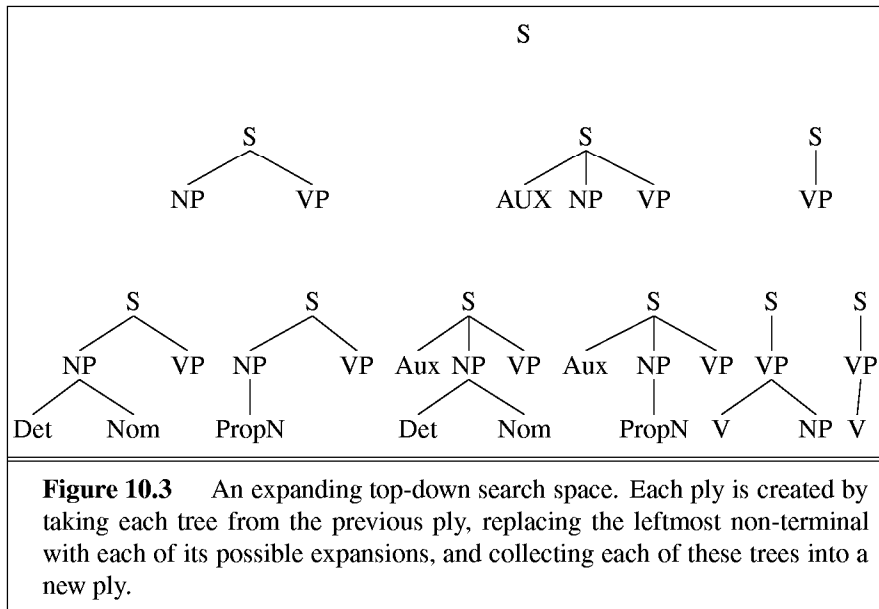 S
S S S
NP VP AUX NP VP VP
S S S S S S
NP VP NP VP Aux NP VP Aux NP VP VP VP
Det Nom PropN Det Nom PropN V NP V
Figure 10.3 An expanding top-down search space. Each ply is created by
taking each tree from the previous ply, replacing the leftmost non-terminal
with each of its possible expansions, and collecting each of these trees into a
new ply.